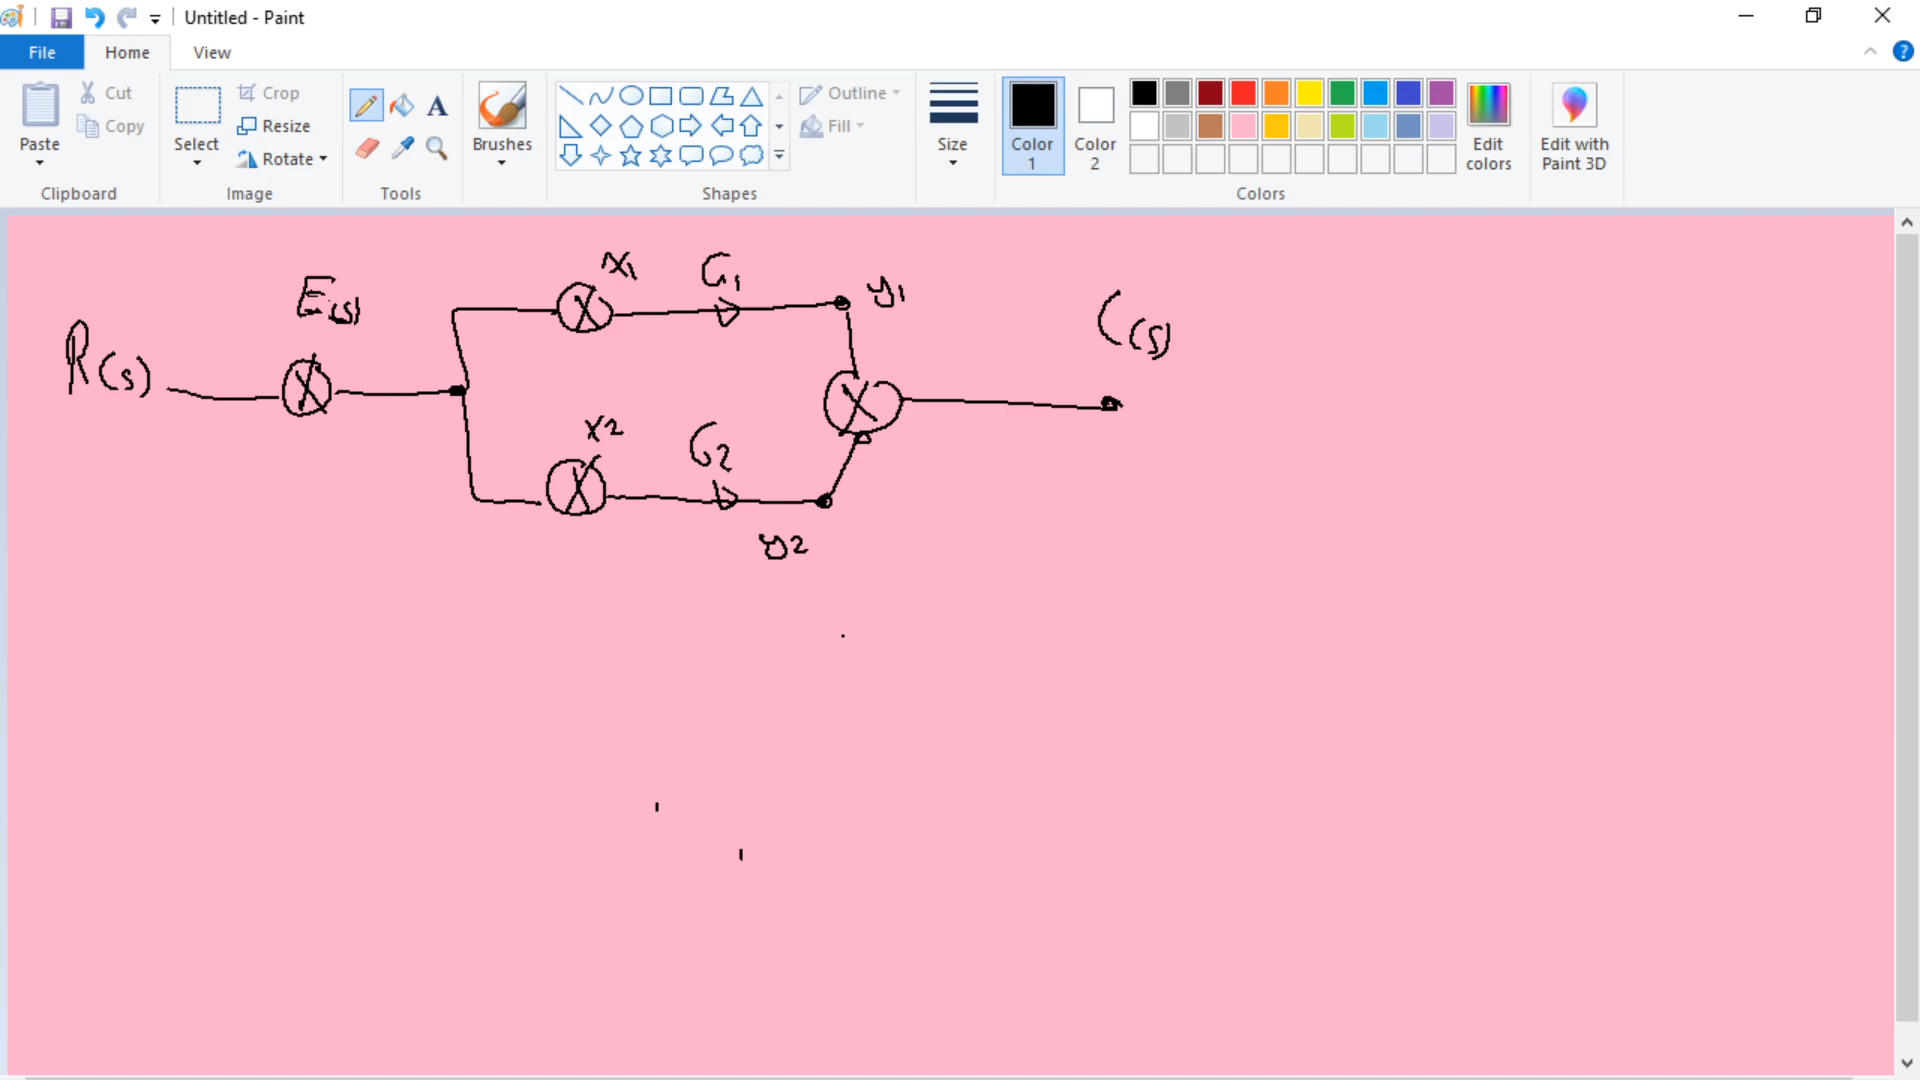 Untitled - Paint
File Home View
Paste Cut Copy Clipboard
Select Crop Resize Rotate Image
A Tools
Brushes
Outline Fill Shapes
Size
Color 1 Color 2 Edit colors Colors
Edit with Paint 3D
?
X1 G1 y1
E(s) C(s)
R(s)
X2 G2
y2